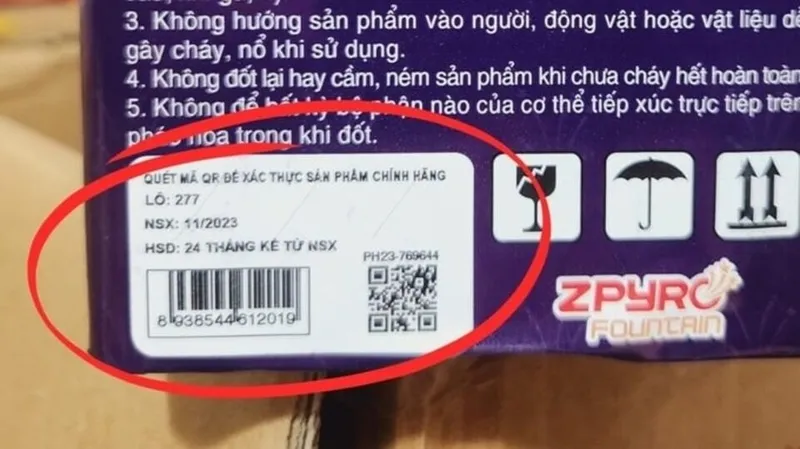 3. Không hướng sản phẩm vào người, động vật hoặc vật liệu dễ
gây cháy, nổ khi sử dụng.
4. Không đốt lại hay cầm, ném sản phẩm khi chưa cháy hết hoàn toàn
5. Không để bất kỳ bộ phận nào của cơ thể tiếp xúc trực tiếp trên
pháo hoa trong khi đốt.
QUÉT MÃ QR ĐỂ XÁC THỰC SẢN PHẨM CHÍNH HÃNG
LÔ: 277
NSX: 11/2023
HSD: 24 THÁNG KỂ TỪ NSX
PH23-769644
8 938544 612019
ZPYRO
FOUNTAIN